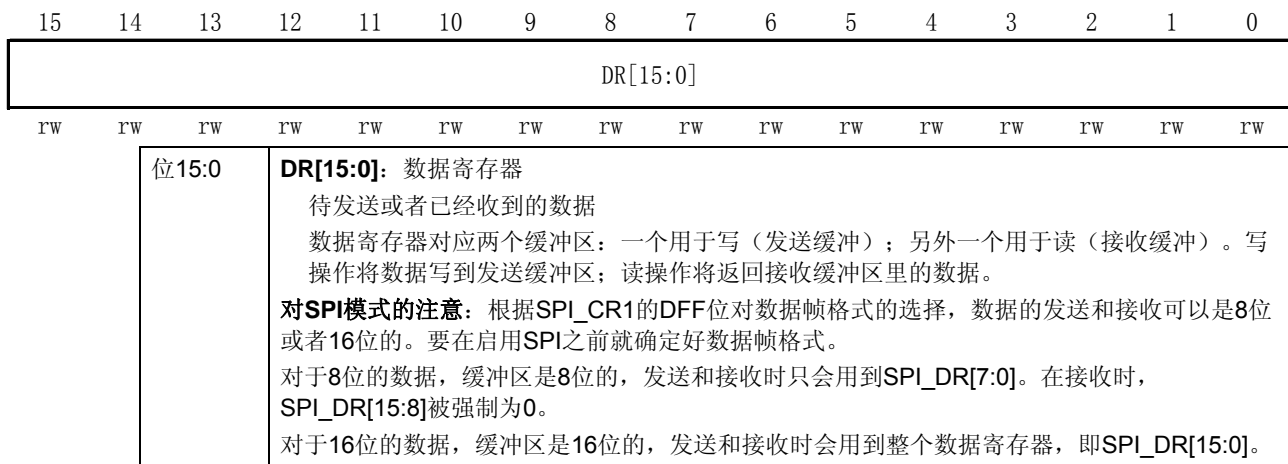 15 14 13 12 11 10 9 8 7 6 5 4 3 2 1 0
DR[15:0]
rw rw rw rw rw rw rw rw rw rw rw rw rw rw rw rw
位15:0 DR[15:0]：数据寄存器
待发送或者已经收到的数据
数据寄存器对应两个缓冲区：一个用于写（发送缓冲）；另外一个用于读（接收缓冲）。写
操作将数据写到发送缓冲区；读操作将返回接收缓冲区里的数据。
对SPI模式的注意：根据SPI_CR1的DFF位对数据帧格式的选择，数据的发送和接收可以是8位
或者16位的。要在启用SPI之前就确定好数据帧格式。
对于8位的数据，缓冲区是8位的，发送和接收时只会用到SPI_DR[7:0]。在接收时，
SPI_DR[15:8]被强制为0。
对于16位的数据，缓冲区是16位的，发送和接收时会用到整个数据寄存器，即SPI_DR[15:0]。